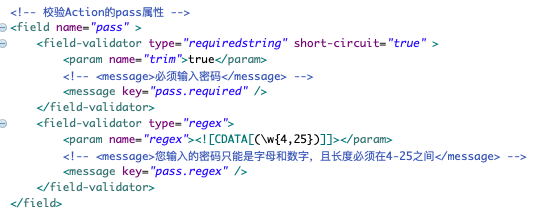 <!-- 校验Action的pass属性 -->
<field name="pass" >
<field-validator type="requiredstring" short-circuit="true" >
<param name="trim">true</param>
<!-- <message>必须输入密码</message> -->
<message key="pass.required" />
</field-validator>
<field-validator type="regex">
<param name="regex"><![CDATA[(\w{4,25})]]></param>
<!-- <message>您输入的密码只能是字母和数字，且长度必须在4-25之间</message> -->
<message key="pass.regex" />
</field-validator>
</field>